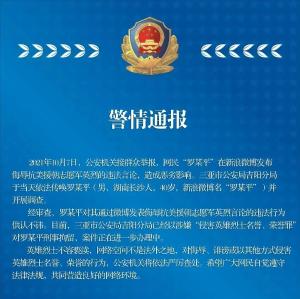 警情通报
2021年10月7日，公安机关接群众举报，网民“罗某平”在新浪微博发布
侮辱抗美援朝志愿军英烈的违法言论，造成恶劣影响。三亚市公安局吉阳分局
于当天依法传唤罗某平（男、湖南长沙人，40岁，新浪微博名“罗某平”）并
开展调查。
经审查，罗某平对其通过微博发表侮辱抗美援朝志愿军英烈言论的违法行为
供认不讳。目前，三亚市公安局吉阳分局已经以涉嫌“侵害英雄烈士名誉、荣誉罪”
对罗某平刑事拘留，案件正在进一步办理中。
英雄烈士不容亵渎，网络空间不是法外之地，对侮辱、诽谤或以其他方式侵害
英雄烈士名誉、荣誉的行为，公安机关将依法严厉查处。希望广大网民自觉遵守
法律法规，共同营造良好的网络环境。